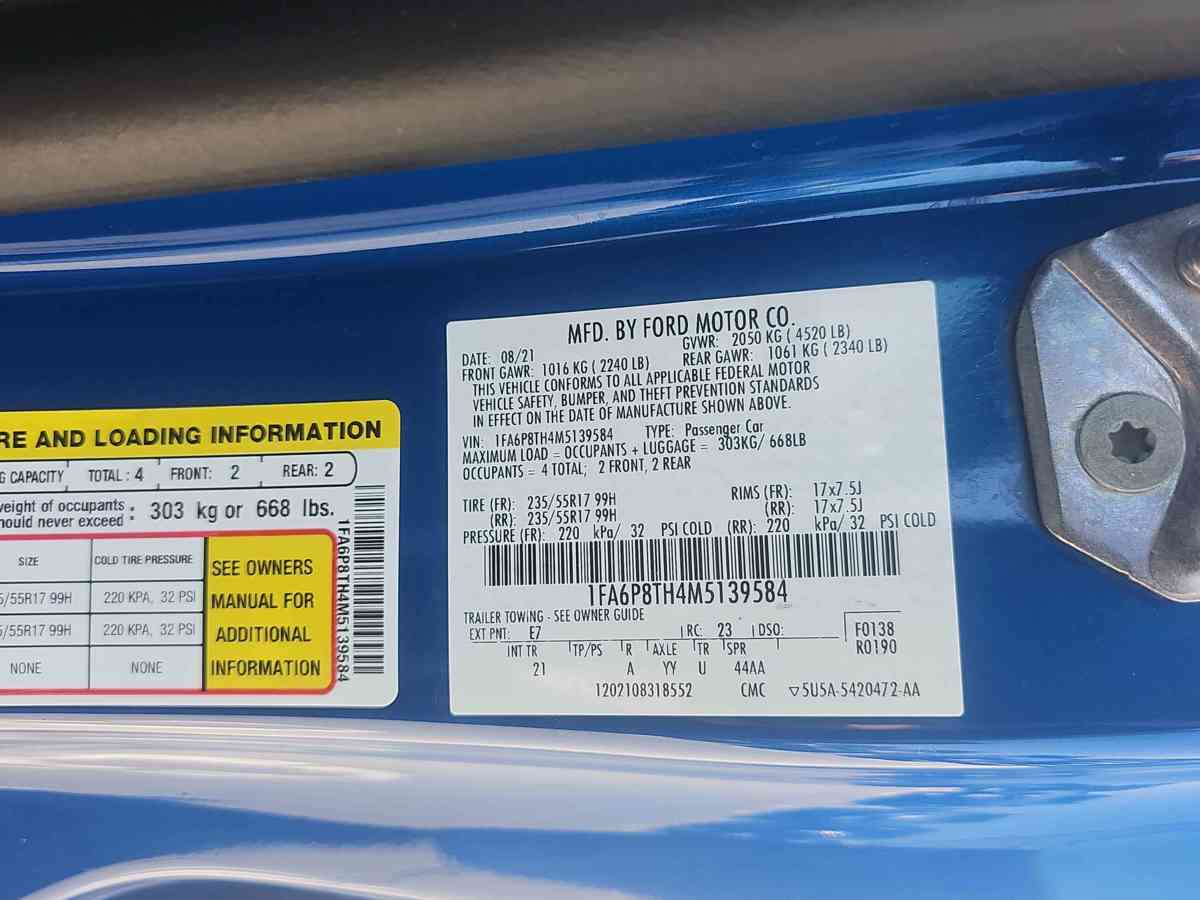 RE AND LOADING INFORMATION
G CAPACITY TOTAL : 4 FRONT: 2 REAR: 2
weight of occupants
hould never exceed : 303 kg or 668 lbs.
SIZE COLD TIRE PRESSURE
5/55R17 99H 220 KPA, 32 PSI
5/55R17 99H 220 KPA, 32 PSI
NONE NONE
SEE OWNERS
MANUAL FOR
ADDITIONAL
INFORMATION
1FA6P8TH4M5139584
MFD. BY FORD MOTOR CO.
DATE: 08/21 GVWR: 2050 KG ( 4520 LB)
FRONT GAWR: 1016 KG ( 2240 LB) REAR GAWR: 1061 KG ( 2340 LB)
THIS VEHICLE CONFORMS TO ALL APPLICABLE FEDERAL MOTOR
VEHICLE SAFETY, BUMPER, AND THEFT PREVENTION STANDARDS
IN EFFECT ON THE DATE OF MANUFACTURE SHOWN ABOVE.
VIN: 1FA6P8TH4M5139584 TYPE: Passenger Car
MAXIMUM LOAD = OCCUPANTS + LUGGAGE = 303KG/ 668LB
OCCUPANTS = 4 TOTAL; 2 FRONT, 2 REAR
TIRE (FR): 235/55R17 99H RIMS (FR): 17x7.5J
(RR): 235/55R17 99H (RR): 17x7.5J
PRESSURE (FR): 220 kPa/ 32 PSI COLD (RR): 220 kPa/ 32 PSI COLD
1FA6P8TH4M5139584
TRAILER TOWING - SEE OWNER GUIDE
EXT PNT: E7 RC: 23 DSO: F0138
INT TR TP/PS R AXLE TR SPR R0190
21 A YY U 44AA
1202108318552 CMC ▽5U5A-5420472-AA